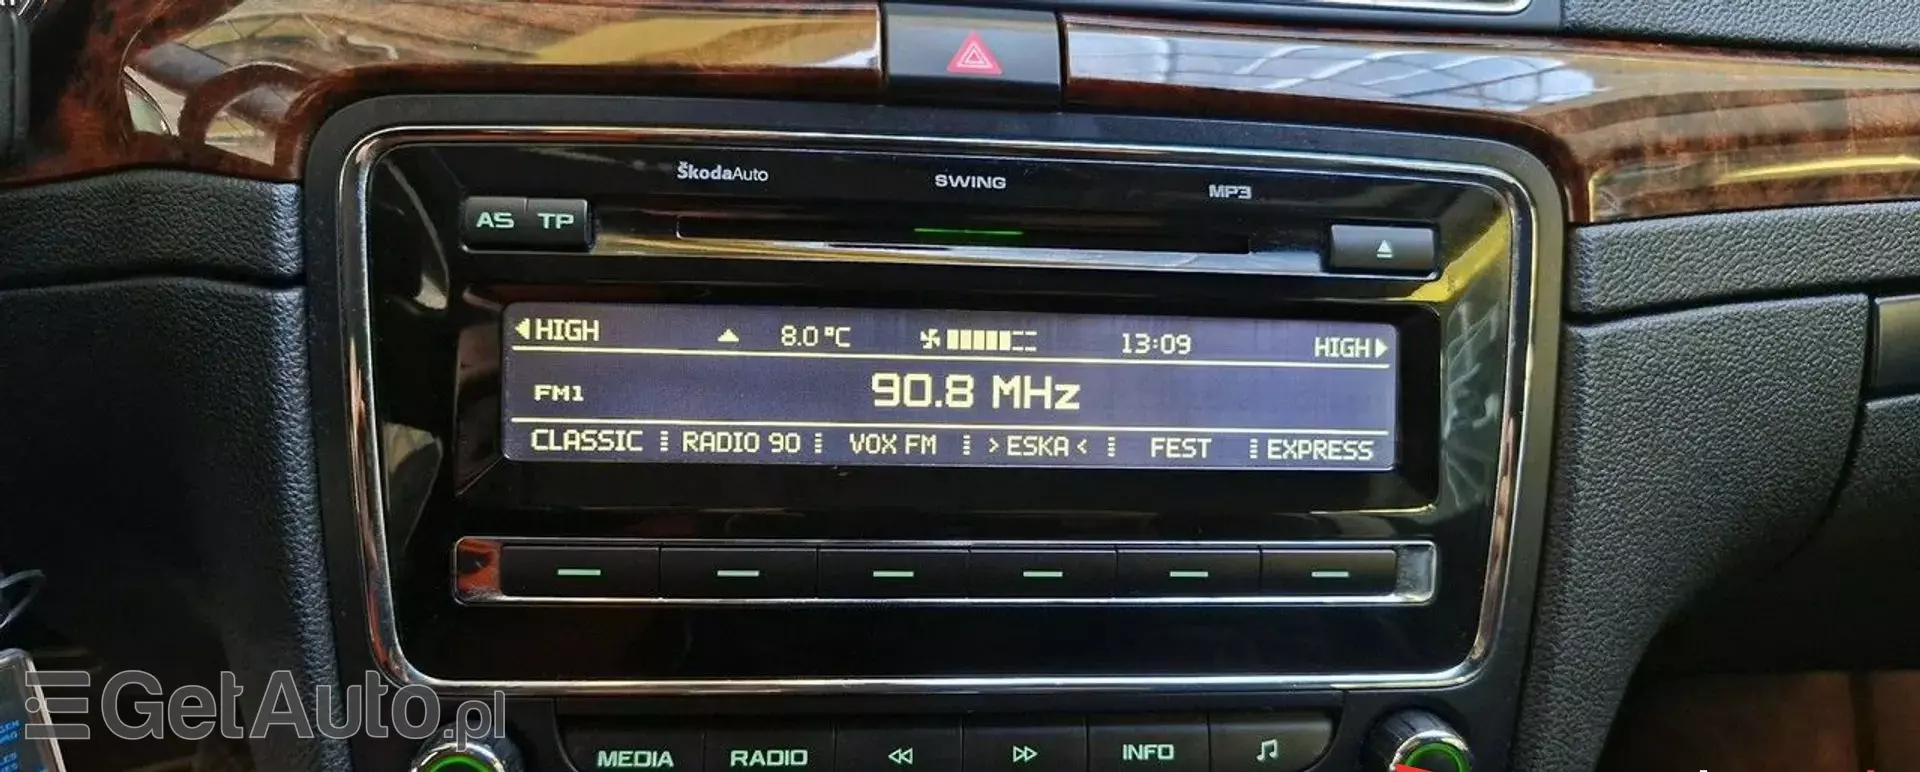 ŠkodaAuto SWING MP3
AS TP
HIGH 8.0°C 13:09 HIGH
FM1 90.8 MHz
CLASSIC RADIO 90 VOX FM >ESKA< FEST EXPRESS
GetAuto.pl
MEDIA RADIO INFO